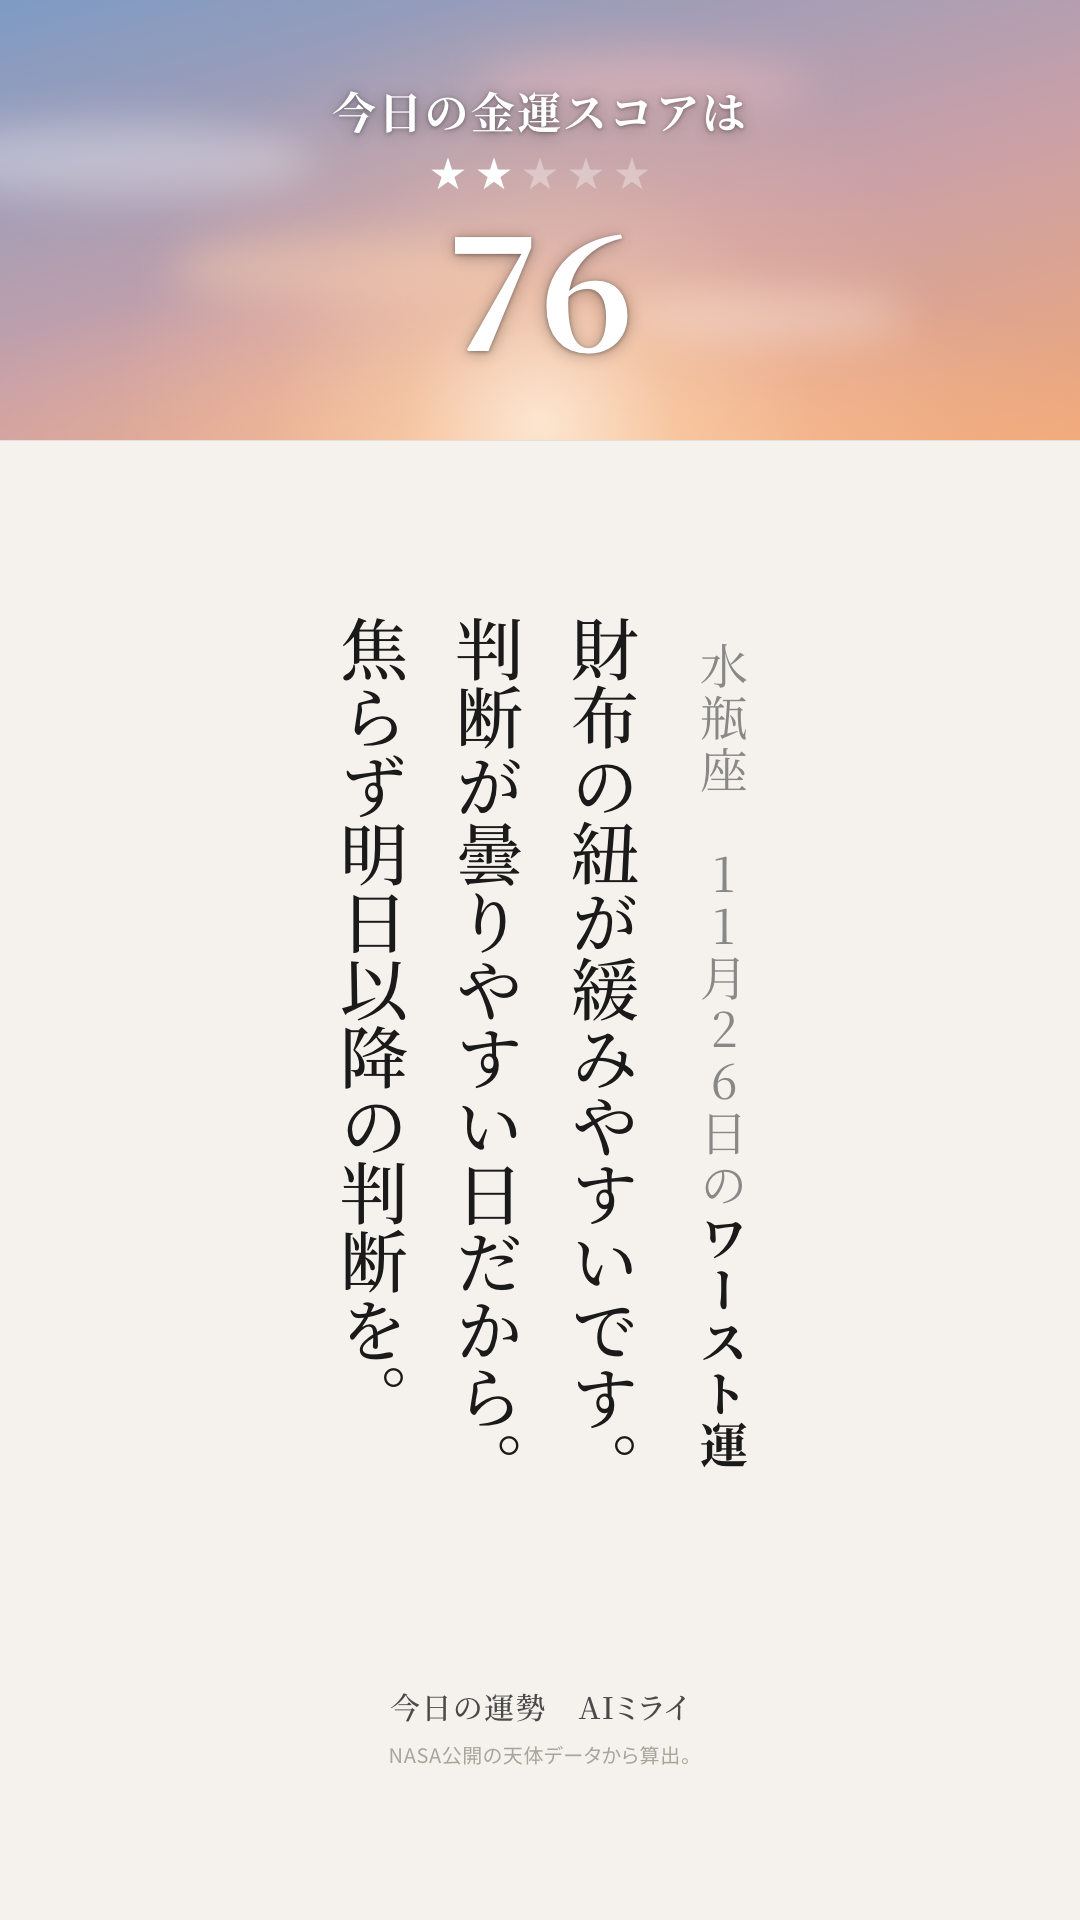 今日の金運スコアは
★★★★★
76
水瓶座　11月26日のワースト運
財布の紐が緩みやすいです。
判断が曇りやすい日だから。
焦らず明日以降の判断を。
今日の運勢　AIミライ
NASA公開の天体データから算出。